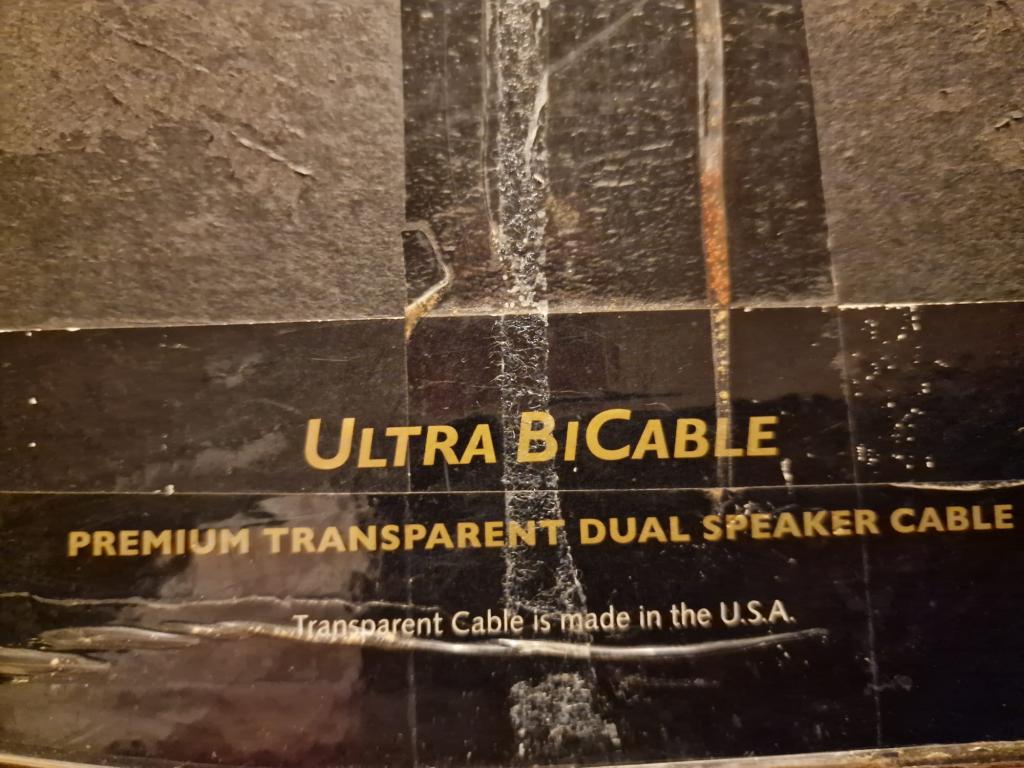 ULTRA BICABLE
PREMIUM TRANSPARENT DUAL SPEAKER CABLE
Transparent Cable is made in the U.S.A.